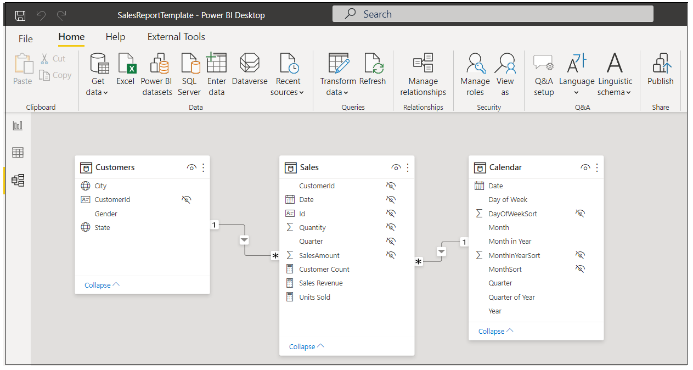 SalesReportTemplate - Power BI Desktop
Search
File
Home
Help
External Tools
Paste
Cut
Copy
Clipboard
Get data
Excel
Power BI datasets
SQL Server
Enter data
Dataverse
Recent sources
Data
Transform data
Refresh
Queries
Manage relationships
Relationships
Manage roles
View as
Security
Q&A setup
Language
Linguistic schema
Q&A
Publish
Share
Customers
City
CustomerId
Gender
State
Collapse
1
*
Sales
CustomerId
Date
Id
Quantity
Quarter
SalesAmount
Customer Count
Sales Revenue
Units Sold
Collapse
*
1
Calendar
Date
Day of Week
DayOfWeekSort
Month
Month in Year
MonthinYearSort
MonthSort
Quarter
Quarter of Year
Year
Collapse